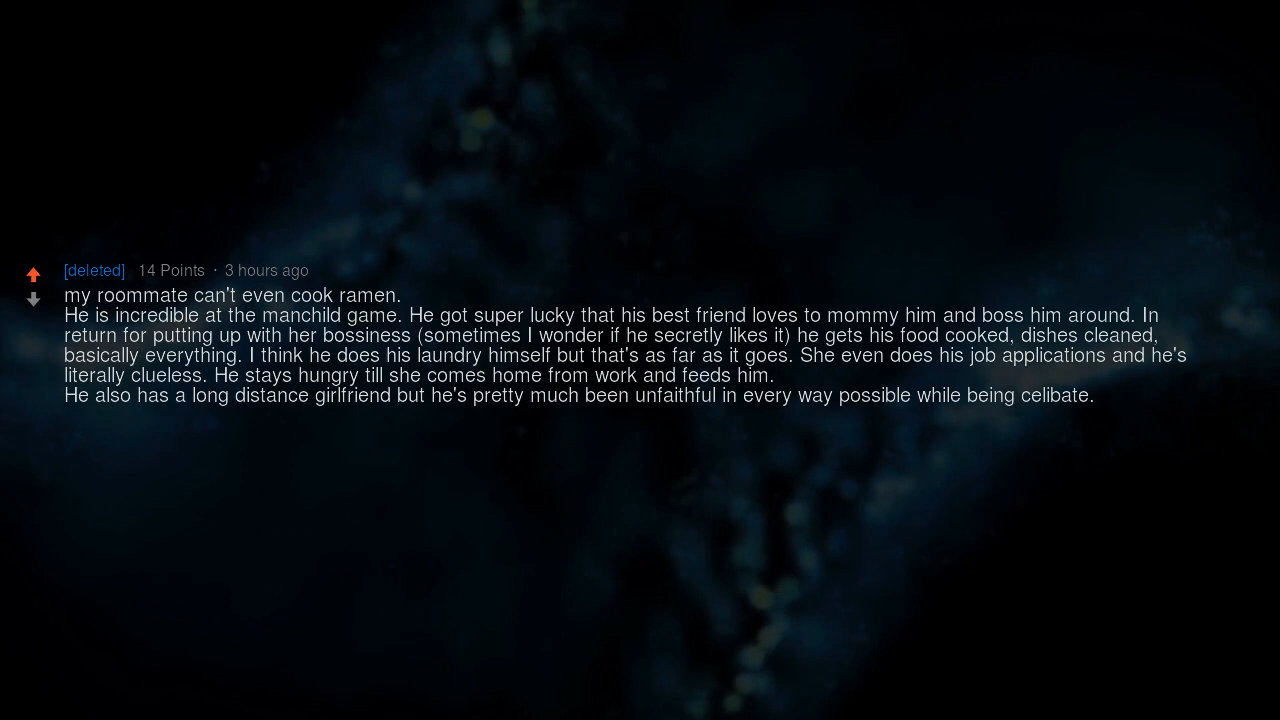 [deleted] 14 Points · 3 hours ago
my roommate can't even cook ramen.
He is incredible at the manchild game. He got super lucky that his best friend loves to mommy him and boss him around. In
return for putting up with her bossiness (sometimes I wonder if he secretly likes it) he gets his food cooked, dishes cleaned,
basically everything. I think he does his laundry himself but that's as far as it goes. She even does his job applications and he's
literally clueless. He stays hungry till she comes home from work and feeds him.
He also has a long distance girlfriend but he's pretty much been unfaithful in every way possible while being celibate.